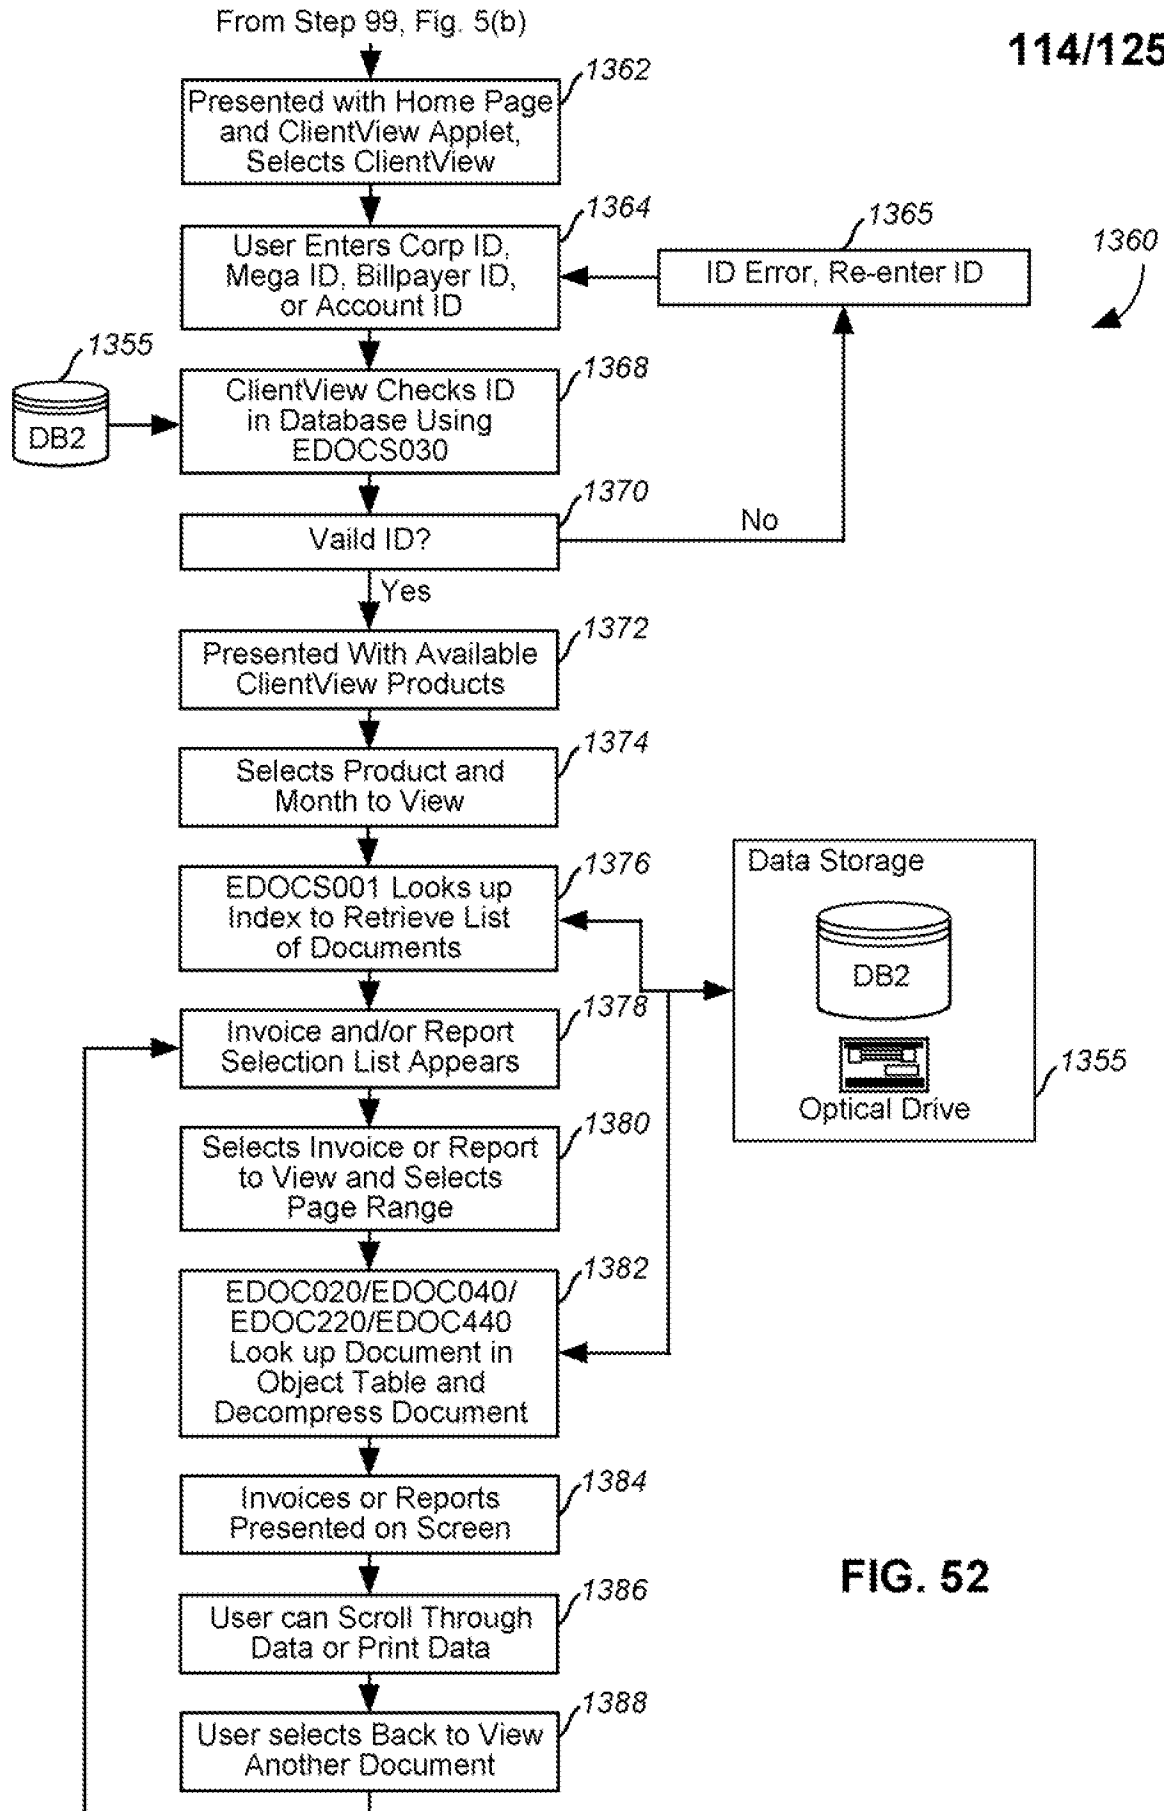 From Step 99, Fig. 5(b)
114/125
1362
Presented with Home Page
and ClientView Applet,
Selects ClientView
1364
User Enters Corp ID,
Mega ID, Billpayer ID,
or Account ID
1365
ID Error, Re-enter ID
1360
1355
DB2
1368
ClientView Checks ID
in Database Using
EDOCS030
1370
Vaild ID?
No
Yes
1372
Presented With Available
ClientView Products
1374
Selects Product and
Month to View
1376
EDOCS001 Looks up
Index to Retrieve List
of Documents
Data Storage
DB2
Optical Drive
1355
1378
Invoice and/or Report
Selection List Appears
1380
Selects Invoice or Report
to View and Selects
Page Range
1382
EDOC020/EDOC040/
EDOC220/EDOC440
Look up Document in
Object Table and
Decompress Document
1384
Invoices or Reports
Presented on Screen
1386
User can Scroll Through
Data or Print Data
1388
User selects Back to View
Another Document
FIG. 52